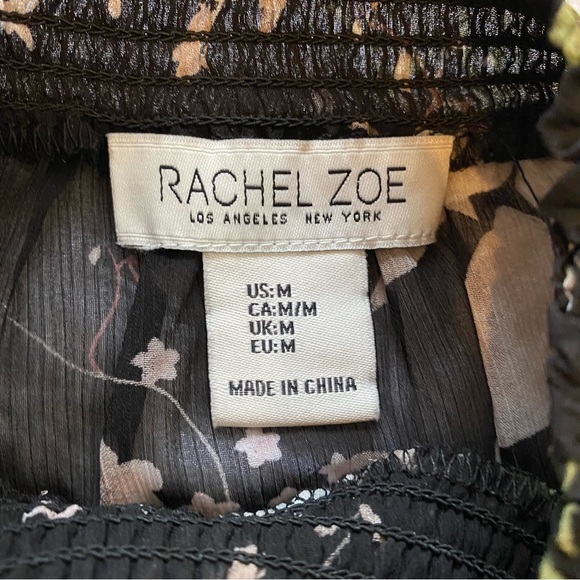 RACHEL ZOE
LOS ANGELES NEW YORK
US:M
CA:M/M
UK:M
EU:M
MADE IN CHINA